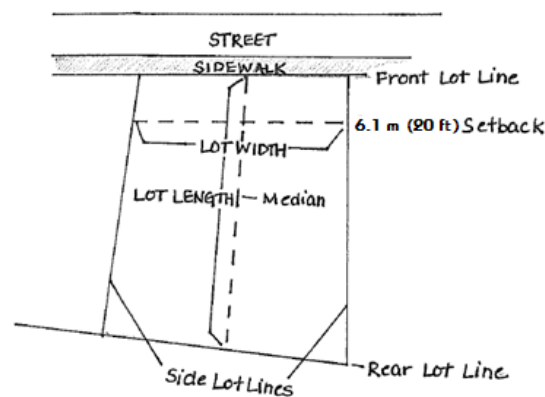 STREET
SIDEWALK
Front Lot Line
6.1 m (20 ft) Setback
LOT WIDTH
LOT LENGTH
Median
Rear Lot Line
Side Lot Lines